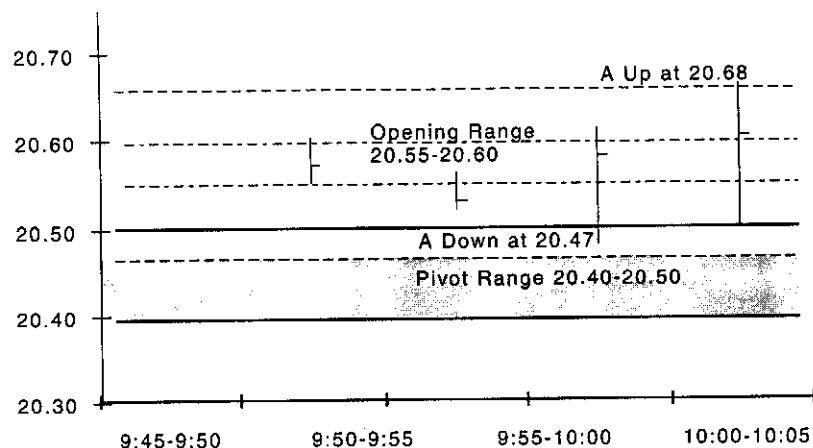 20.70
A Up at 20.68
20.60
Opening Range
20.55-20.60
20.50
A Down at 20.47
Pivot Range 20.40-20.50
20.40
20.30
9:45-9:50
9:50-9:55
9:55-10:00
10:00-10:05